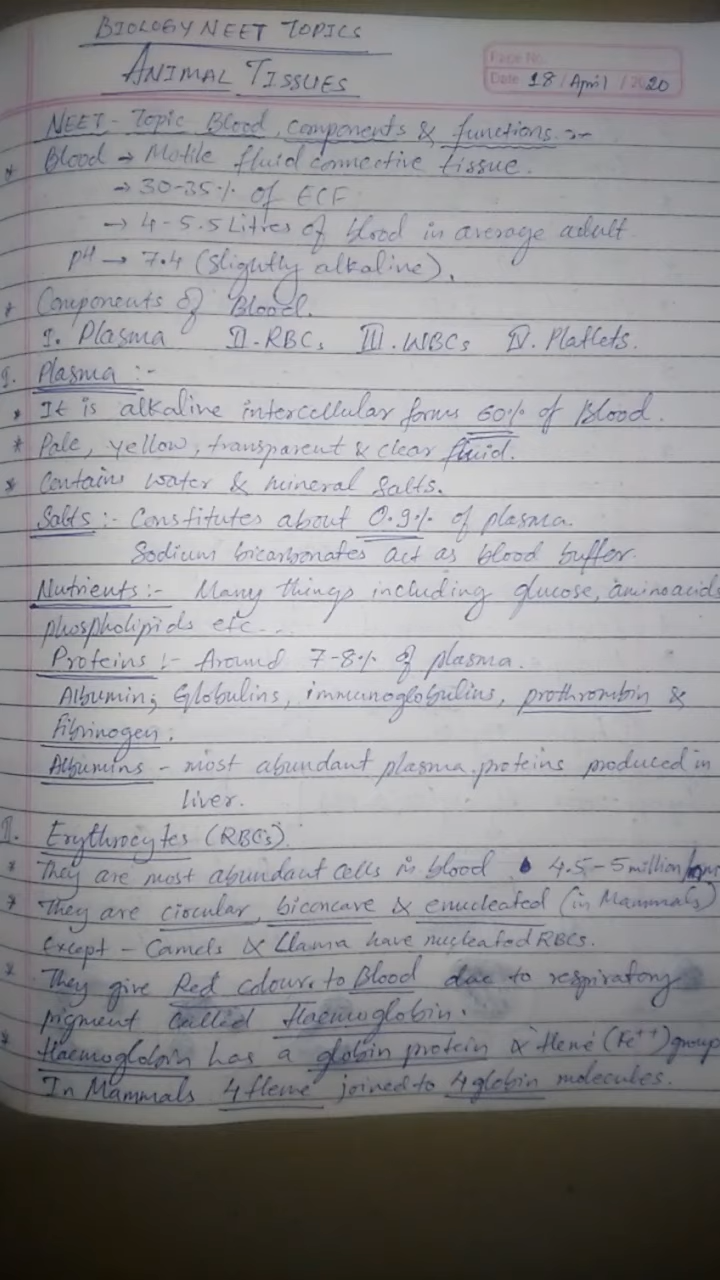 BIOLOGY NEET TOPICS
ANIMAL TISSUES
Page No.
Date 18 / April / 2020
NEET- Topic Blood, components & functions :-
* Blood → Motile fluid connective tissue.
→ 30-35% of ECF
→ 4-5.5 Litres of blood in average adult
pH → 7.4 (slightly alkaline).
* Components of Blood.
I. Plasma II. RBCs III. WBCs IV. Platlets.
I. Plasma :-
* It is alkaline intercellular forms 60% of Blood.
* Pale, yellow, transparent & clear fluid.
* Contains water & mineral salts.
Salts :- Constitutes about 0.9% of plasma.
Sodium bicarbonates act as blood buffer.
Nutrients :- Many things including glucose, aminoacids
phospholipids etc...
Proteins :- Around 7-8% of plasma.
Albumin; Globulins, immunoglobulins, prothrombin &
Fibrinogen;
Albumins - most abundant plasma proteins produced in
liver.
II. Erythrocytes (RBCs).
* They are most abundant cells in blood 4.5-5 million/
* They are circular, biconcave & enucleated (in Mammals)
Except - Camels & Llama have nucleated RBCs.
* They give Red colour to Blood due to respiratory
pigment called Haemoglobin.
* Haemoglobin has a globin protein & Heme (Fe++) group
In Mammals 4 Heme joined to 4 globin molecules.